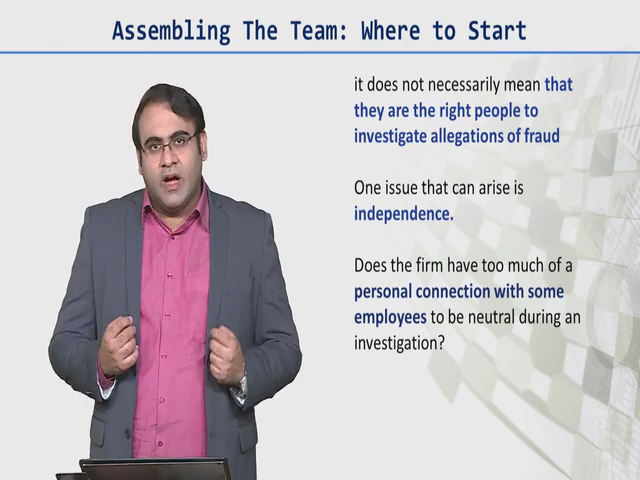 Assembling The Team: Where to Start
it does not necessarily mean that
they are the right people to
investigate allegations of fraud
One issue that can arise is
independence.
Does the firm have too much of a
personal connection with some
employees to be neutral during an
investigation?